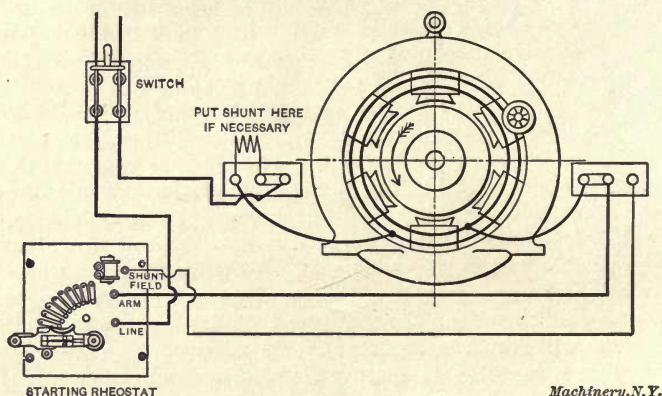 SWITCH
PUT SHUNT HERE
IF NECESSARY
SHUNT
FIELD
ARM
LINE
STARTING RHEOSTAT
Machinery, N.Y.